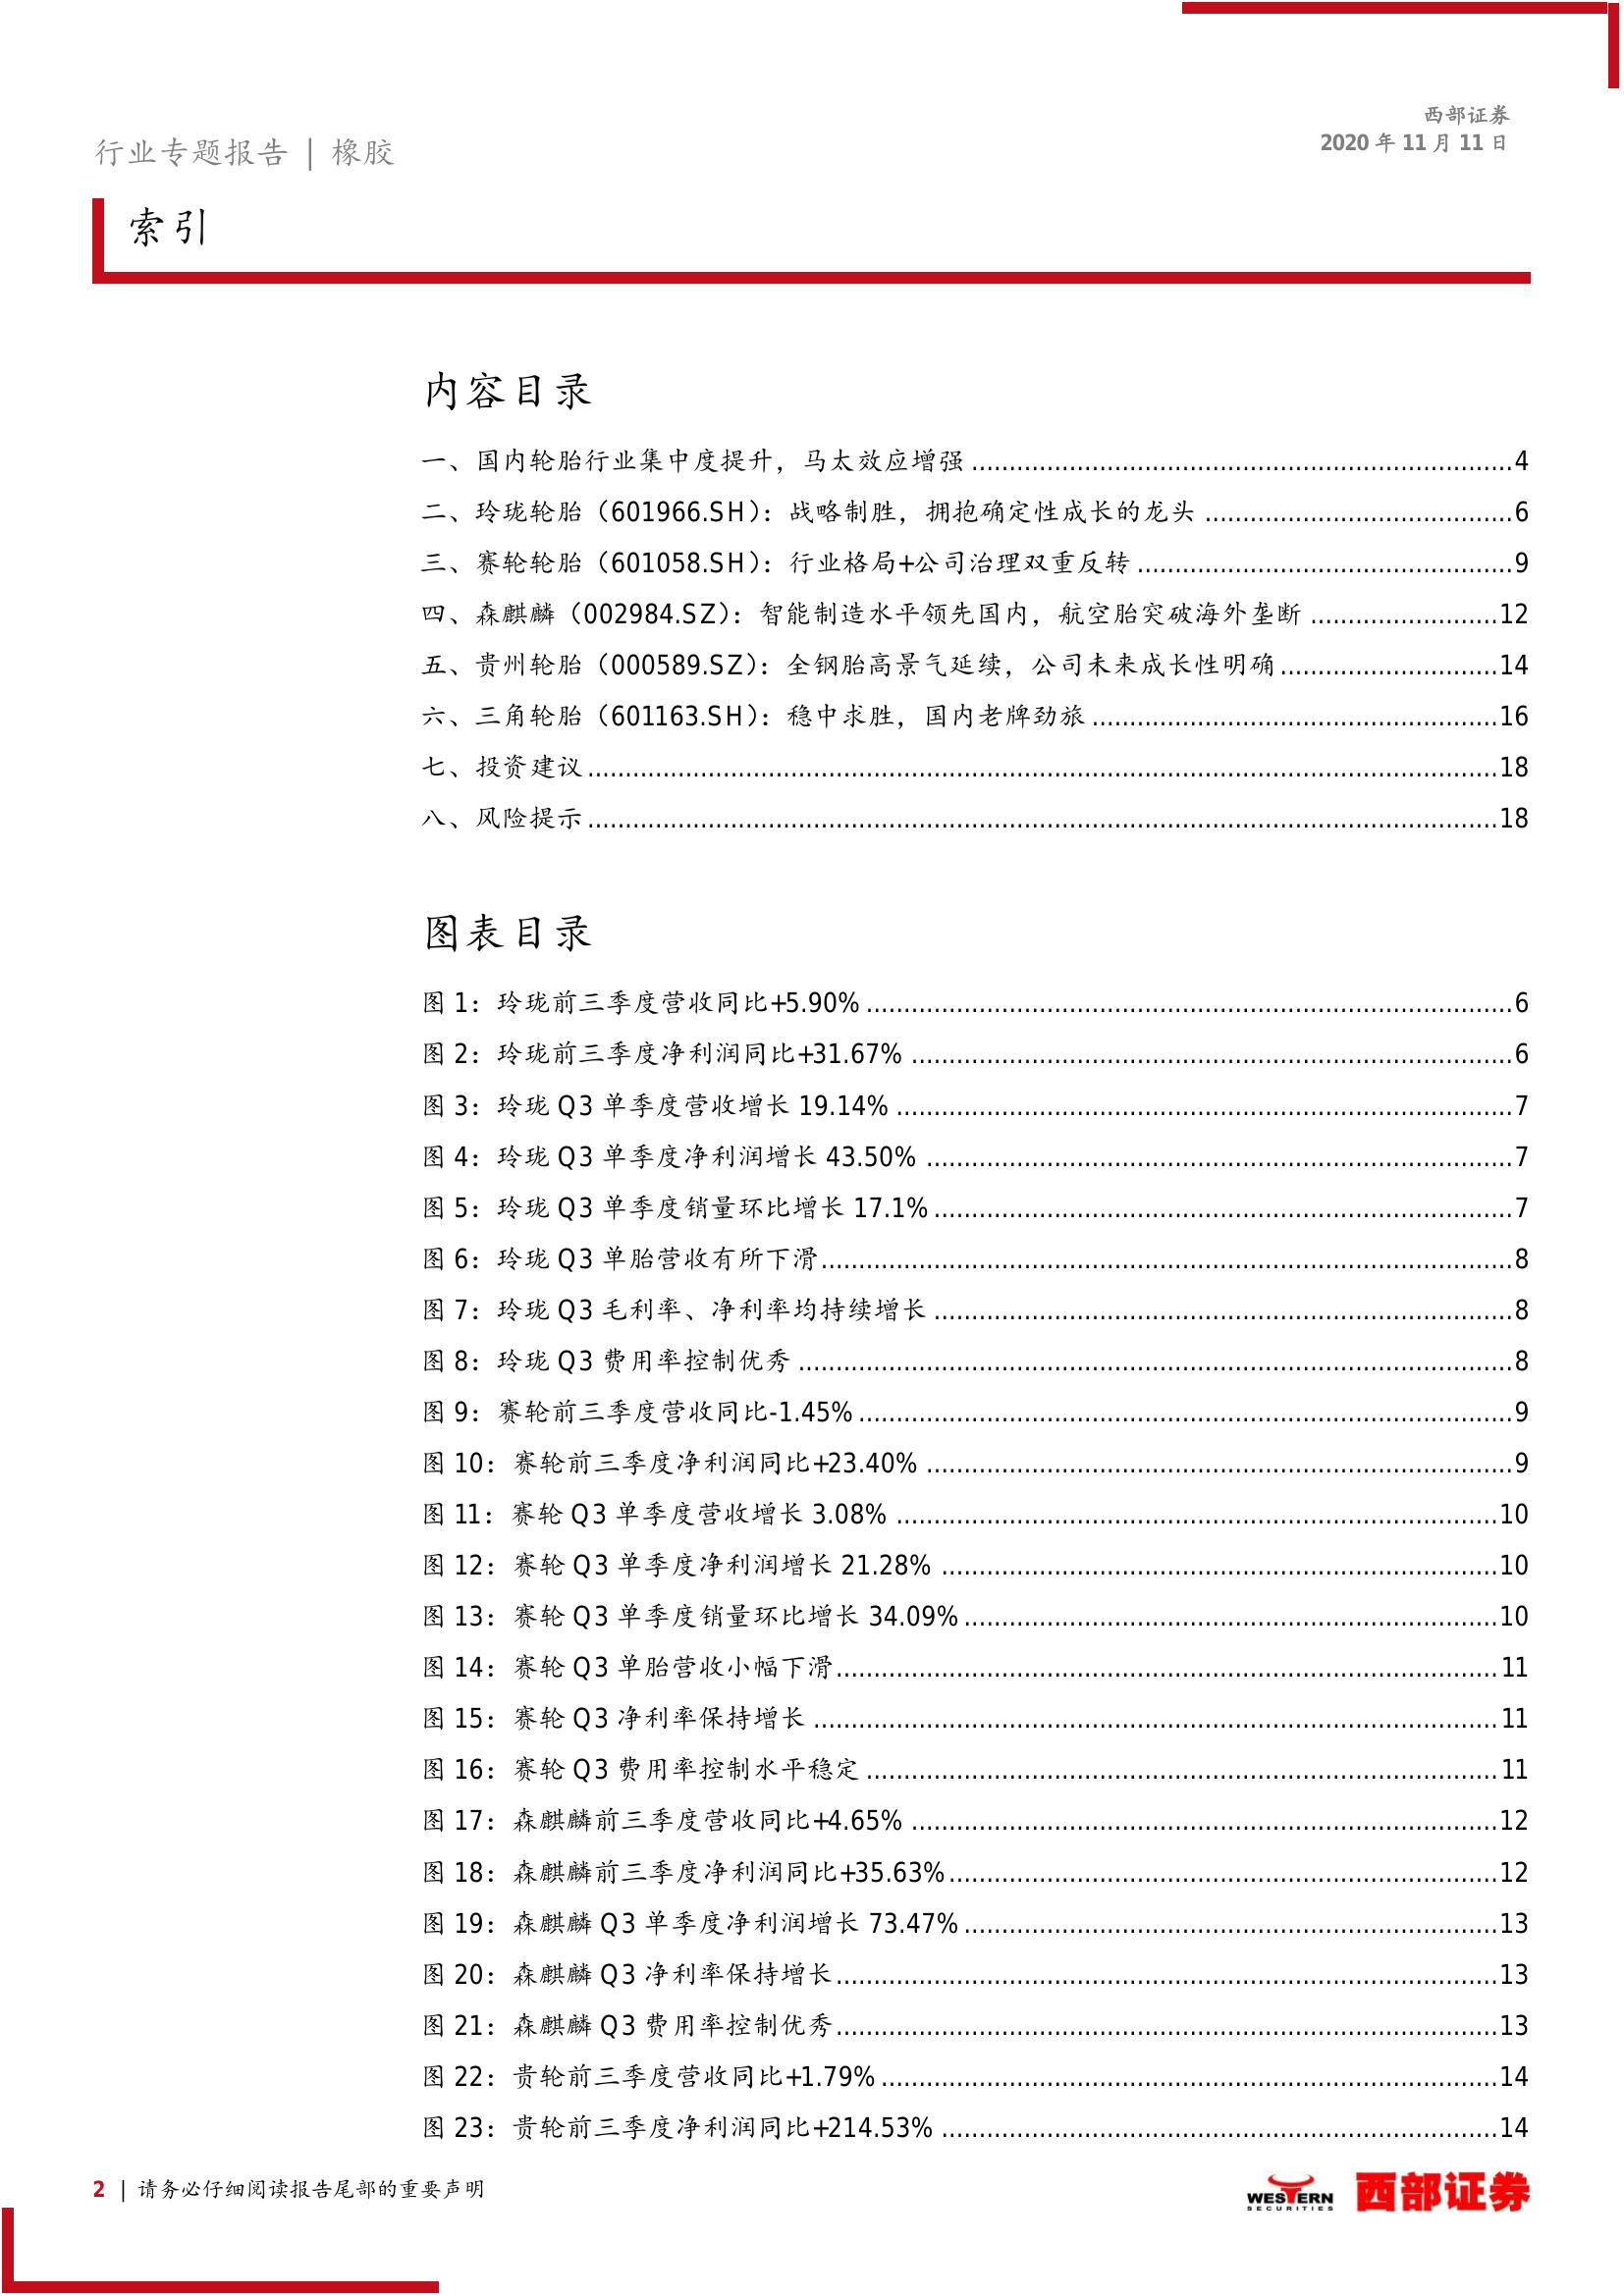 西部证券
2020 年 11 月 11 日
行业专题报告 | 橡胶
索引
内容目录
一、国内轮胎行业集中度提升，马太效应增强 ........ 4
二、玲珑轮胎（601966.SH）：战略制胜，拥抱确定性成长的龙头 ........ 6
三、赛轮轮胎（601058.SH）：行业格局+公司治理双重反转 ........ 9
四、森麒麟（002984.SZ）：智能制造水平领先国内，航空胎突破海外垄断 ........ 12
五、贵州轮胎（000589.SZ）：全钢胎高景气延续，公司未来成长性明确 ........ 14
六、三角轮胎（601163.SH）：稳中求胜，国内老牌劲旅 ........ 16
七、投资建议 ........ 18
八、风险提示 ........ 18
图表目录
图 1：玲珑前三季度营收同比+5.90% ........ 6
图 2：玲珑前三季度净利润同比+31.67% ........ 6
图 3：玲珑 Q3 单季度营收增长 19.14% ........ 7
图 4：玲珑 Q3 单季度净利润增长 43.50% ........ 7
图 5：玲珑 Q3 单季度销量环比增长 17.1% ........ 7
图 6：玲珑 Q3 单胎营收有所下滑 ........ 8
图 7：玲珑 Q3 毛利率、净利率均持续增长 ........ 8
图 8：玲珑 Q3 费用率控制优秀 ........ 8
图 9：赛轮前三季度营收同比-1.45% ........ 9
图 10：赛轮前三季度净利润同比+23.40% ........ 9
图 11：赛轮 Q3 单季度营收增长 3.08% ........ 10
图 12：赛轮 Q3 单季度净利润增长 21.28% ........ 10
图 13：赛轮 Q3 单季度销量环比增长 34.09% ........ 10
图 14：赛轮 Q3 单胎营收小幅下滑 ........ 11
图 15：赛轮 Q3 净利率保持增长 ........ 11
图 16：赛轮 Q3 费用率控制水平稳定 ........ 11
图 17：森麒麟前三季度营收同比+4.65% ........ 12
图 18：森麒麟前三季度净利润同比+35.63% ........ 12
图 19：森麒麟 Q3 单季度净利润增长 73.47% ........ 13
图 20：森麒麟 Q3 净利率保持增长 ........ 13
图 21：森麒麟 Q3 费用率控制优秀 ........ 13
图 22：贵轮前三季度营收同比+1.79% ........ 14
图 23：贵轮前三季度净利润同比+214.53% ........ 14
2 | 请务必仔细阅读报告尾部的重要声明
WESTERN
SECURITIES
西部证券